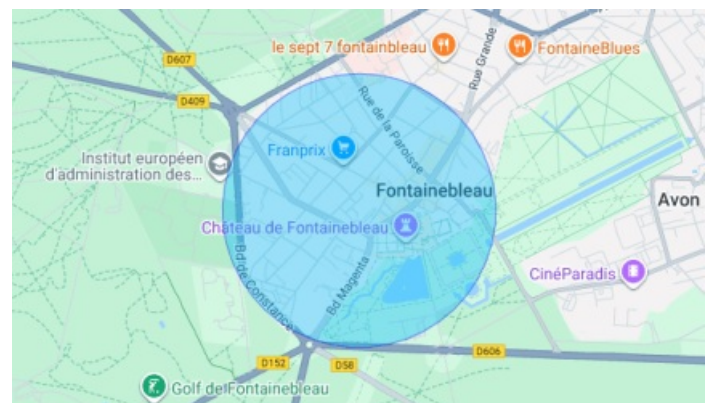 le sept 7 fontainbleau
FontaineBlues
D607
Rue Grande
D409
Rue de la Paroisse
Franprix
Institut européen
d'administration des...
Fontainebleau
Avon
Château de Fontainebleau
Bd de Constance
Bd Magenta
CinéParadis
D152
D58
D606
Golf de Fontainebleau